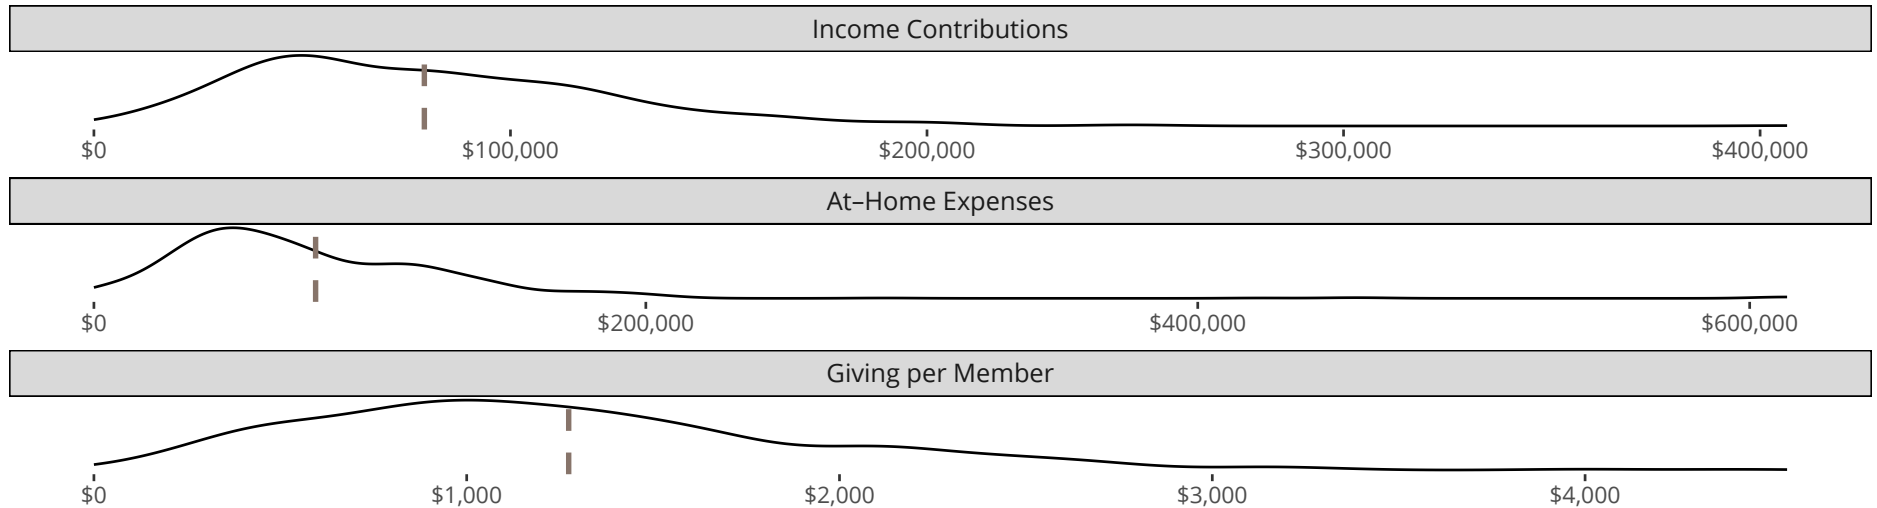 Income Contributions
$0 $100,000 $200,000 $300,000 $400,000
At–Home Expenses
$0 $200,000 $400,000 $600,000
Giving per Member
$0 $1,000 $2,000 $3,000 $4,000